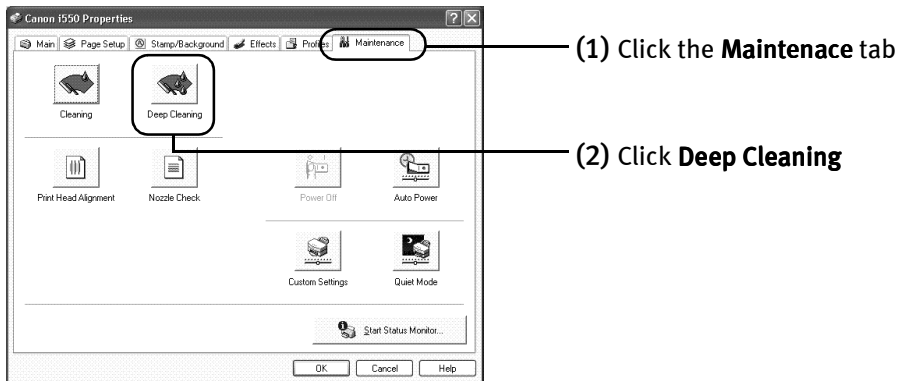 Canon i550 Properties
Main Page Setup Stamp/Background Effects Profiles Maintenance
(1) Click the Maintenace tab
Cleaning Deep Cleaning
(2) Click Deep Cleaning
Print Head Alignment Nozzle Check Power Off Auto Power
Custom Settings Quiet Mode
Start Status Monitor...
OK Cancel Help